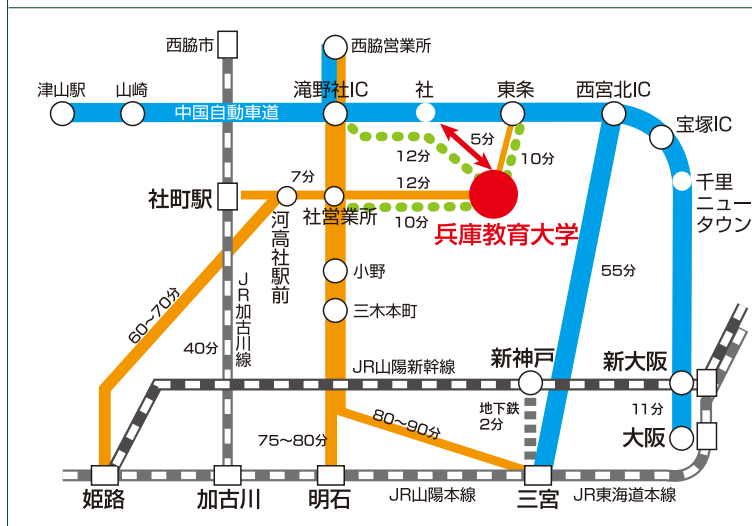 西脇市
西脇営業所
津山駅
山崎
中国自動車道
滝野社IC
社
東条
西宮北IC
宝塚IC
5分
12分
10分
千里
ニュー
タウン
7分
12分
社町駅
社営業所
10分
兵庫教育大学
河高社駅前
小野
55分
三木本町
60〜70分
JR加古川線
40分
JR山陽新幹線
新神戸
新大阪
地下鉄
2分
11分
80〜90分
大阪
75〜80分
姫路
加古川
明石
JR山陽本線
三宮
JR東海道本線